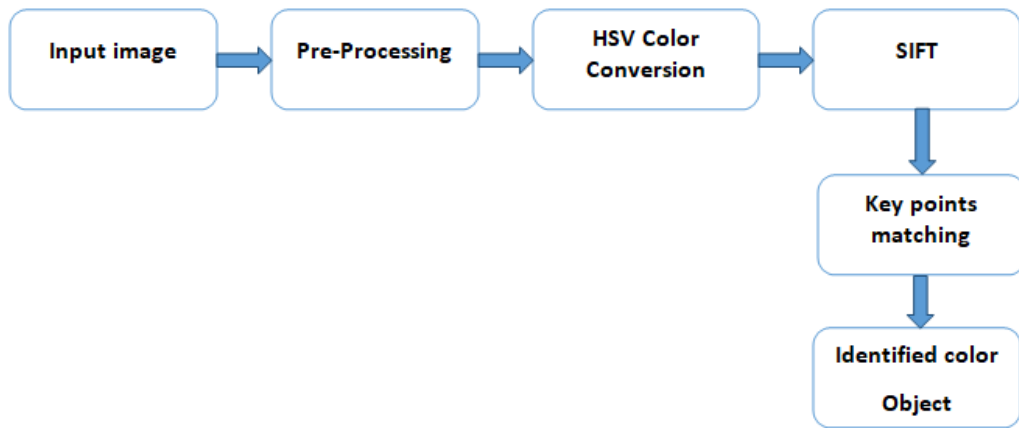 Input image
Pre-Processing
HSV Color
Conversion
SIFT
Key points
matching
Identified color
Object